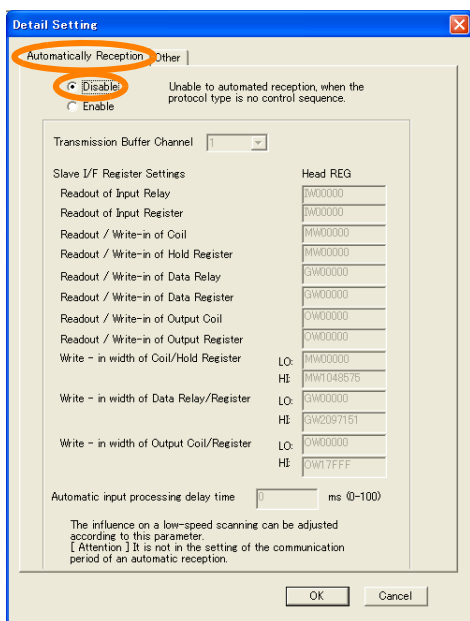 Detail Setting
Automatically Reception
Other
Disable
Unable to automated reception, when the
protocol type is no control sequence.
Enable
Transmission Buffer Channel 1
Slave I/F Register Settings Head REG
Readout of Input Relay IW00000
Readout of Input Register IW00000
Readout / Write-in of Coil MW00000
Readout / Write-in of Hold Register MW00000
Readout / Write-in of Data Relay GW00000
Readout / Write-in of Data Register GW00000
Readout / Write-in of Output Coil OW00000
Readout / Write-in of Output Register OW00000
Write - in width of Coil/Hold Register LO: MW00000
HI: MW1048575
Write - in width of Data Relay/Register LO: GW00000
HI: GW2097151
Write - in width of Output Coil/Register LO: OW00000
HI: OW17FFF
Automatic input processing delay time 0 ms (0-100)
The influence on a low-speed scanning can be adjusted
according to this parameter.
[ Attention ] It is not in the setting of the communication
period of an automatic reception.
OK Cancel